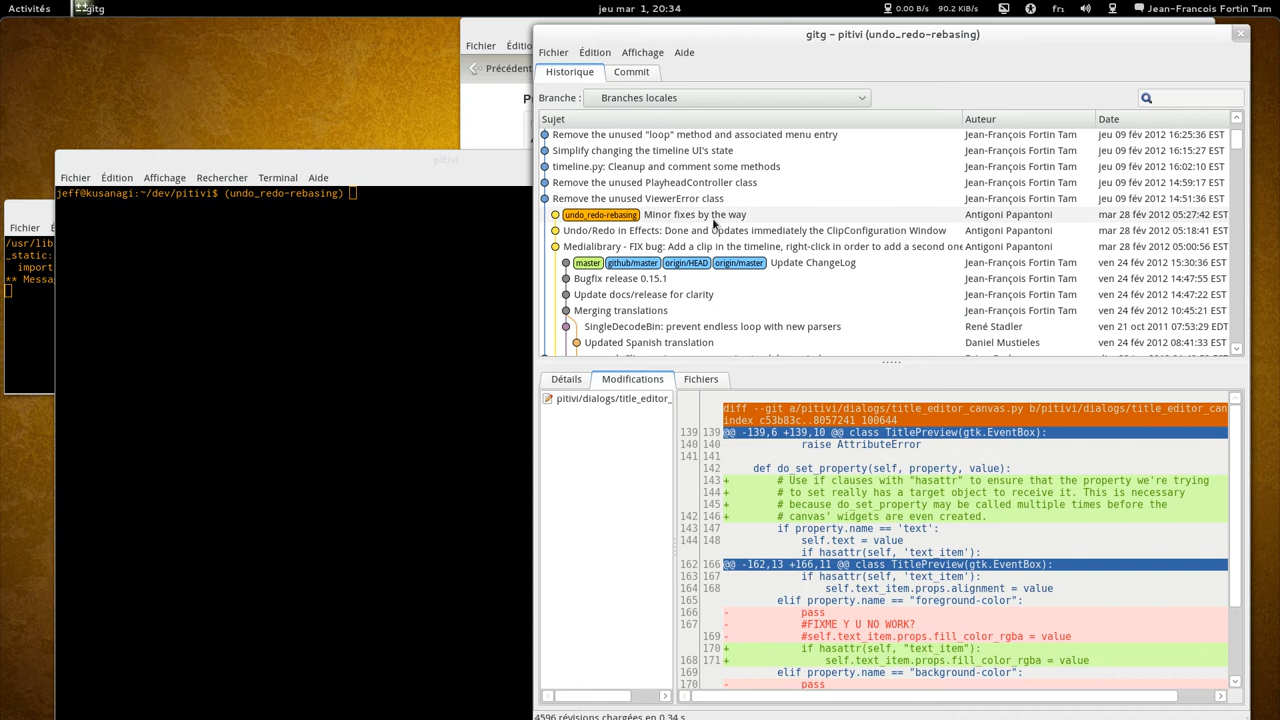 Activités
gitg
jeu mar 1, 20:34
0.00 B/s
90.2 KiB/s
fr₁
Jean-Francois Fortin Tam
Fichier
Éditio
Précédent
P
gitg – pitivi (undo_redo-rebasing)
Fichier Édition Affichage Aide
Historique Commit
Branche : Branches locales
Sujet Auteur Date
Remove the unused "loop" method and associated menu entry Jean-François Fortin Tam jeu 09 fév 2012 16:25:36 EST
Simplify changing the timeline UI's state Jean-François Fortin Tam jeu 09 fév 2012 16:15:27 EST
timeline.py: Cleanup and comment some methods Jean-François Fortin Tam jeu 09 fév 2012 16:02:10 EST
Remove the unused PlayheadController class Jean-François Fortin Tam jeu 09 fév 2012 14:59:17 EST
Remove the unused ViewerError class Jean-François Fortin Tam jeu 09 fév 2012 14:51:16 EST
undo_redo-rebasing Minor fixes by the way Antigoni Papantoni mar 28 fév 2012 05:27:42 EST
Undo/Redo in Effects: Done and Updates immediately the ClipConfiguration Window Antigoni Papantoni mar 28 fév 2012 05:18:41 EST
Medialibrary - FIX bug: Add a clip in the timeline, right-click in order to add a second one Antigoni Papantoni mar 28 fév 2012 05:00:56 EST
master github/master origin/HEAD origin/master Update ChangeLog Jean-François Fortin Tam ven 24 fév 2012 15:30:36 EST
Bugfix release 0.15.1 Jean-François Fortin Tam ven 24 fév 2012 14:47:55 EST
Update docs/release for clarity Jean-François Fortin Tam ven 24 fév 2012 14:47:22 EST
Merging translations Jean-François Fortin Tam ven 24 fév 2012 10:45:21 EST
SingleDecodeBin: prevent endless loop with new parsers René Stadler ven 21 oct 2011 07:53:29 EDT
Updated Spanish translation Daniel Mustieles ven 24 fév 2012 08:41:33 EST
pitivi
Fichier Édition Affichage Rechercher Terminal Aide
jeff@kusanagi:~/dev/pitivi$ (undo_redo-rebasing)
Fichier
/usr/lib
_static:
import
** Messa
Détails Modifications Fichiers
pitivi/dialogs/title_editor_
diff --git a/pitivi/dialogs/title_editor_canvas.py b/pitivi/dialogs/title_editor_can
index c53b83c..8057241 100644
139 139 @@ -139,6 +139,10 @@ class TitlePreview(gtk.EventBox):
140 140 raise AttributeError
141 141
142 def do_set_property(self, property, value):
143 + # Use if clauses with "hasattr" to ensure that the property we're trying
144 + # to set really has a target object to receive it. This is necessary
145 + # because do_set_property may be called multiple times before the
142 146 + # canvas' widgets are even created.
143 147 if property.name == 'text':
144 148 self.text = value
if hasattr(self, 'text_item'):
162 166 @@ -162,13 +166,11 @@ class TitlePreview(gtk.EventBox):
163 167 if hasattr(self, 'text_item'):
164 168 self.text_item.props.alignment = value
165 elif property.name == "foreground-color":
166 - pass
167 - #FIXME Y U NO WORK?
169 - #self.text_item.props.fill_color_rgba = value
170 + if hasattr(self, "text_item"):
168 171 + self.text_item.props.fill_color_rgba = value
169 elif property.name == "background-color":
170 - pass
4596 révisions chargées en 0.34 s